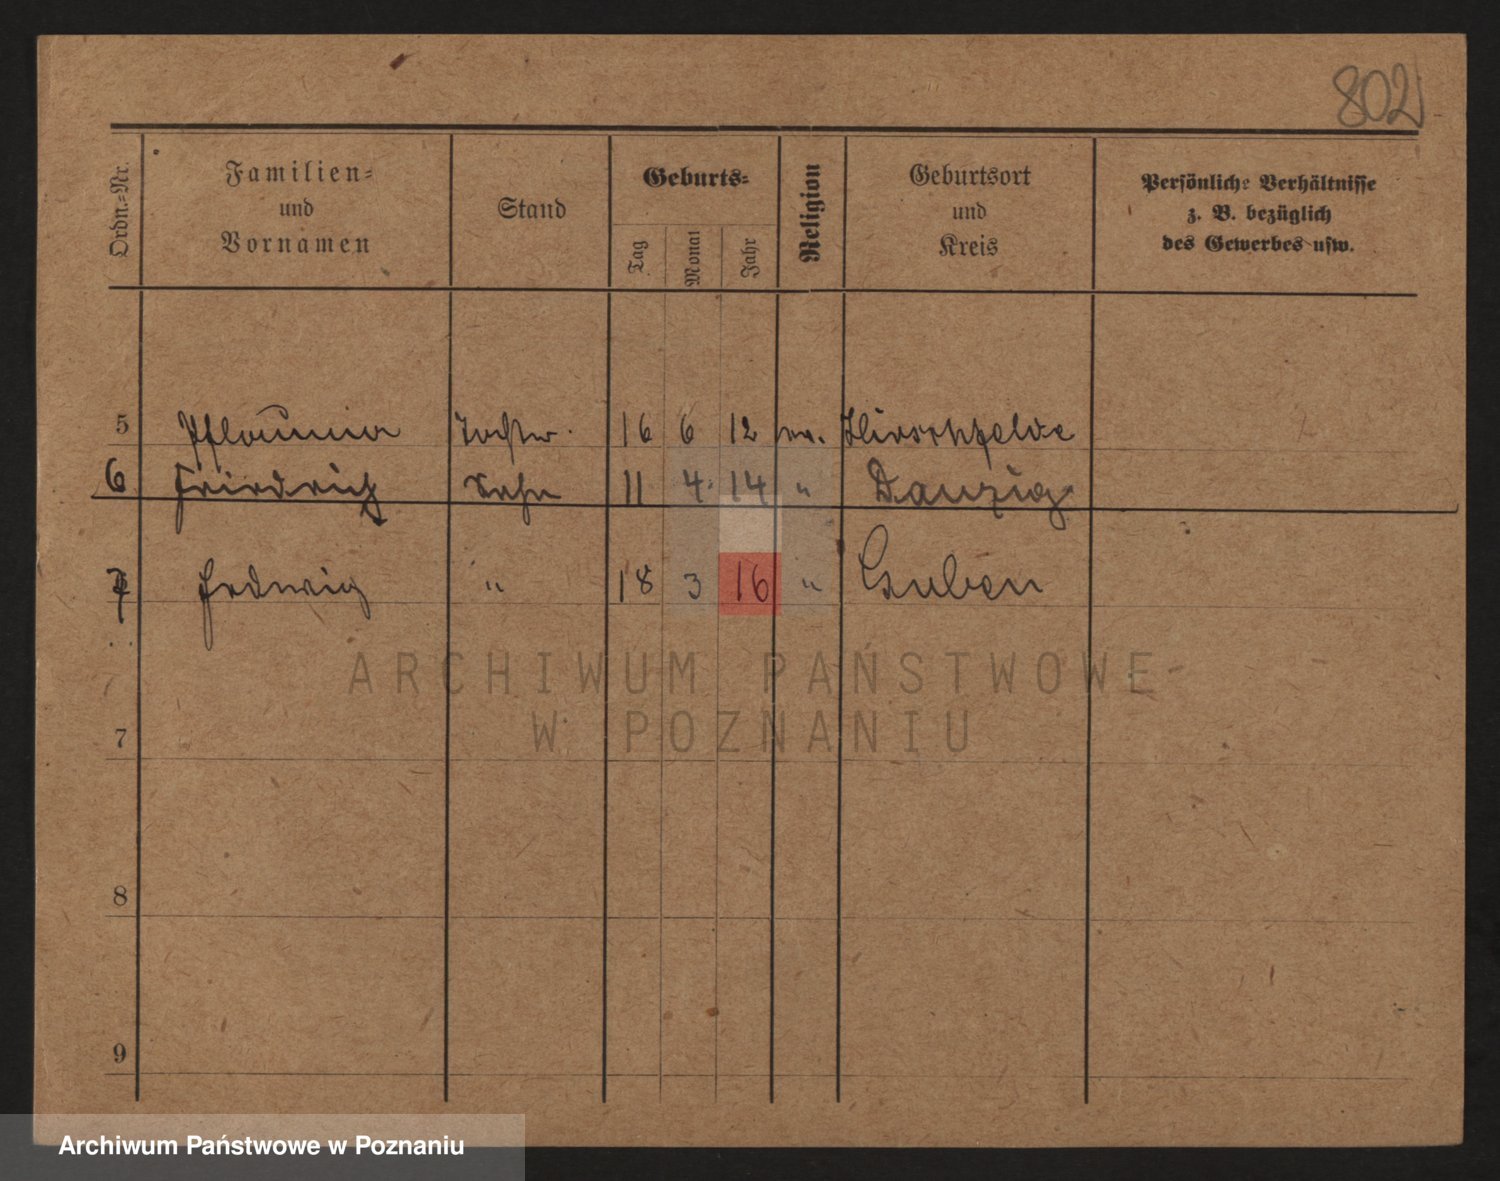 802
Ordn.-Nr.
Familien-
und
Vornamen
Stand
Geburts-
Tag
Monat
Jahr
Religion
Geburtsort
und
Kreis
Persönliche Verhältnisse
z. B. bezüglich
des Gewerbes usw.
5 Tochter 16 6 12 ev. Hirschfelde
6 Friedrich Sohn 11 4. 14 " Danzig
7 Hedwig " 18 3 16 " Guben
ARCHIWUM PAŃSTWOWE
W POZNANIU
7
8
9
Archiwum Państwowe w Poznaniu